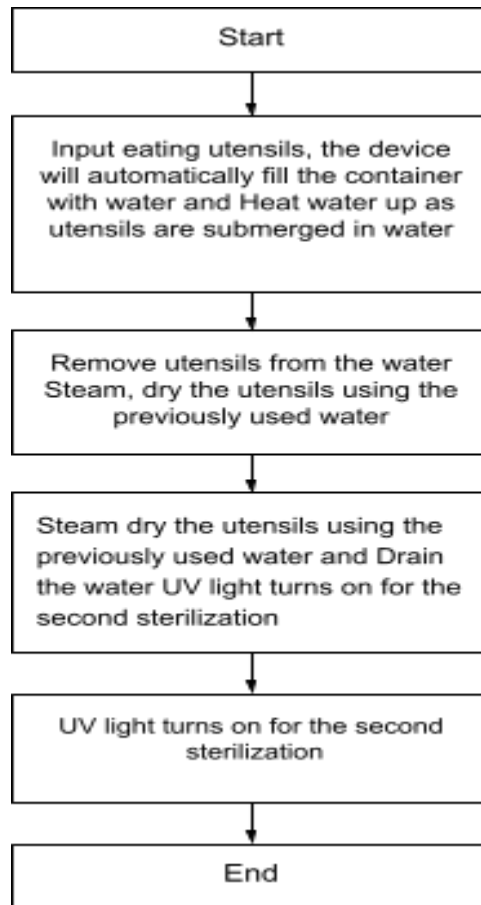 Start
Input eating utensils, the device
will automatically fill the container
with water and Heat water up as
utensils are submerged in water
Remove utensils from the water
Steam, dry the utensils using the
previously used water
Steam dry the utensils using the
previously used water and Drain
the water UV light turns on for the
second sterilization
UV light turns on for the second
sterilization
End